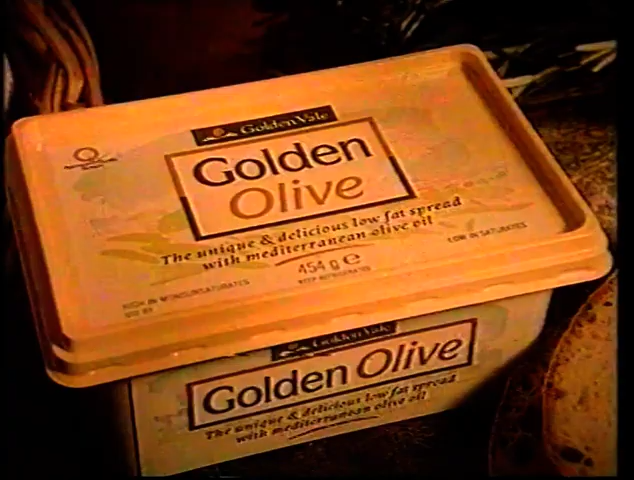 Golden Vale
Golden
Olive
The unique & delicious low fat spread
with mediterranean olive oil
LOW IN SATURATES
454 g e
KEEP REFRIGERATED
HIGH IN MONOUNSATURATES
Golden Vale
Golden Olive
The unique & delicious low fat spread
with mediterranean olive oil